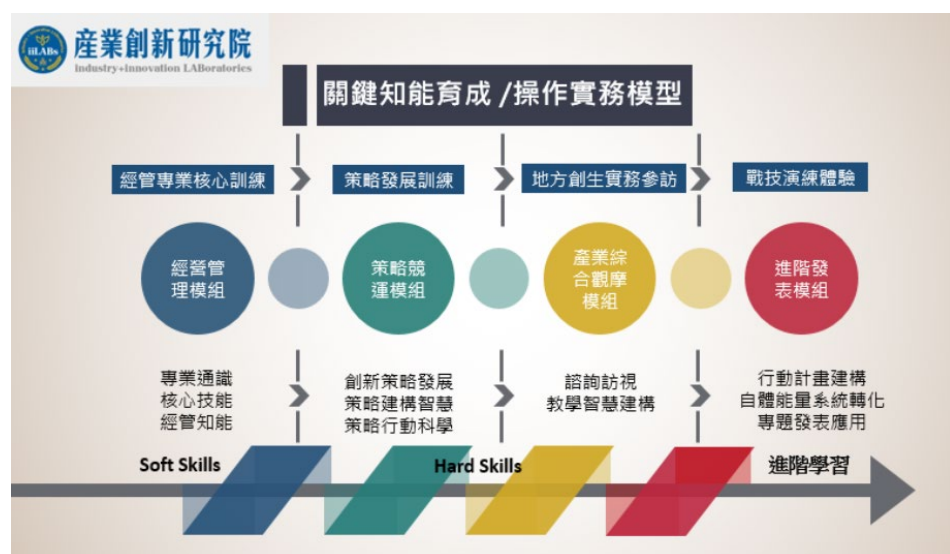 iiLABs
産業創新研究院
Industry+Innovation LABoratories
關鍵知能育成 /操作實務模型
經管專業核心訓練
策略發展訓練
地方創生實務參訪
戰技演練體驗
經營管
理模組
策略競
運模組
產業綜
合觀摩
模組
進階發
表模組
專業通識
核心技能
經管知能
創新策略發展
策略建構智慧
策略行動科學
諮詢訪視
教學智慧建構
行動計畫建構
自體能量系統轉化
專題發表應用
Soft Skills
Hard Skills
進階學習